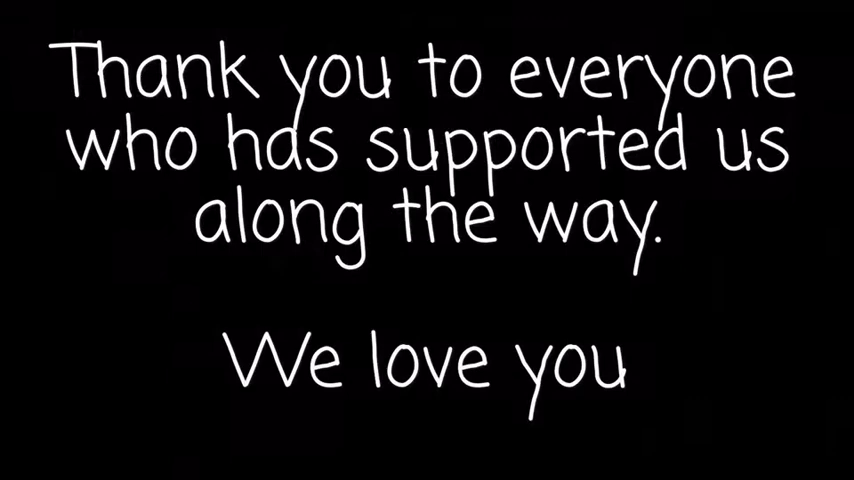 Thank you to everyone
who has supported us
along the way.
We love you